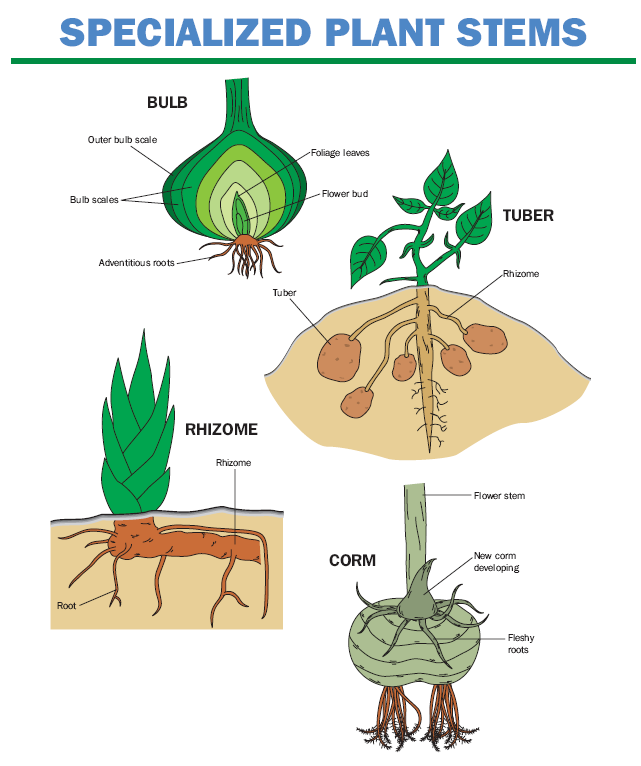 SPECIALIZED PLANT STEMS
BULB
Outer bulb scale
Foliage leaves
Bulb scales
Flower bud
Adventitious roots
TUBER
Rhizome
Tuber
RHIZOME
Rhizome
Root
CORM
Flower stem
New corm
developing
Fleshy
roots